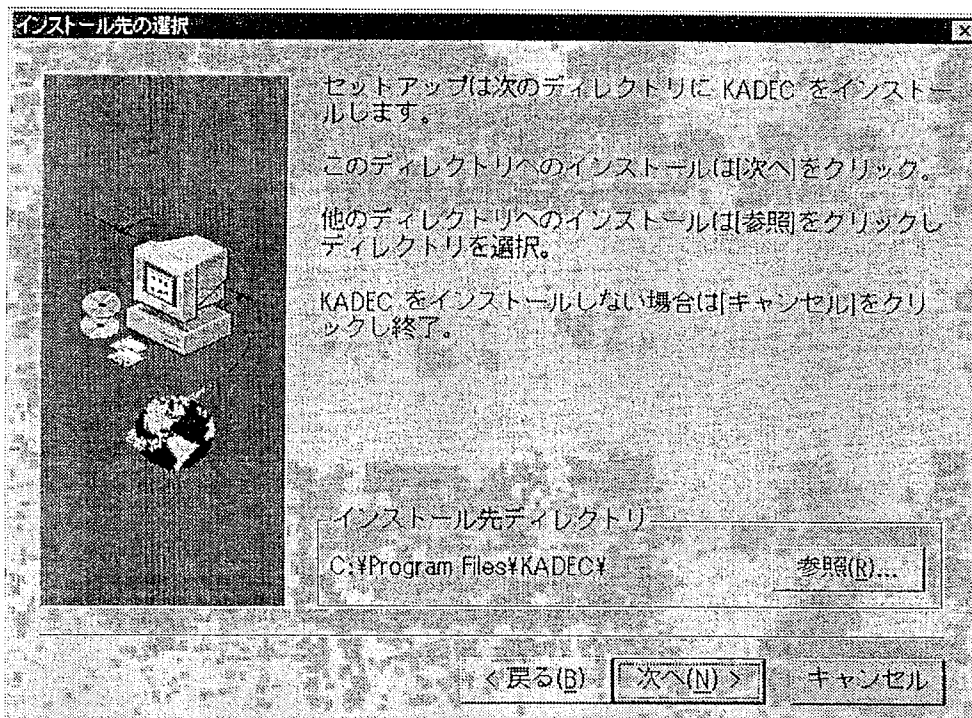 インストール先の選択
セットアップは次のディレクトリに KADEC をインストー
ルします。
このディレクトリへのインストールは[次へ]をクリック。
他のディレクトリへのインストールは[参照]をクリックし
ディレクトリを選択。
KADEC をインストールしない場合は[キャンセル]をクリ
ックし終了。
インストール先ディレクトリ
C:¥Program Files¥KADEC¥
参照(R)...
< 戻る(B)
次へ(N) >
キャンセル